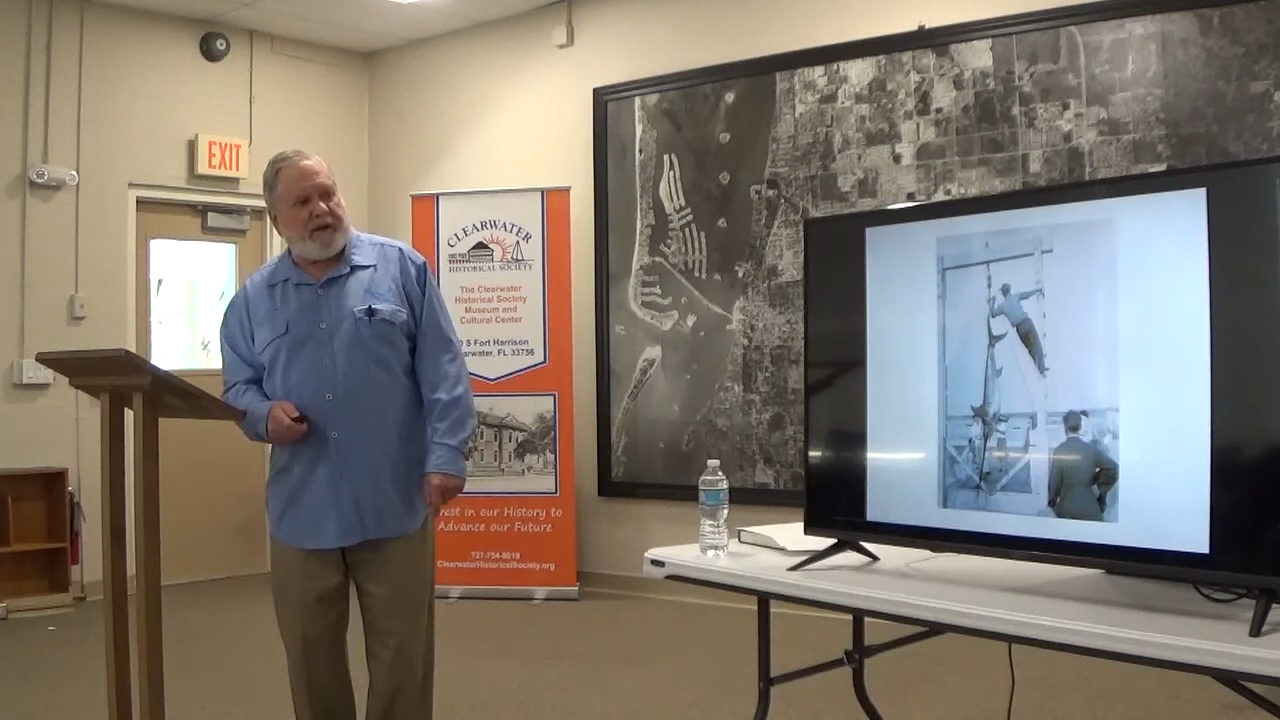 EXIT
CLEARWATER
HISTORICAL SOCIETY
The Clearwater
Historical Society
Museum and
Cultural Center
S Fort Harrison
FL 33756
in our History to
Advance our Future
727-754-8019
ClearwaterHistoricalSociety.org